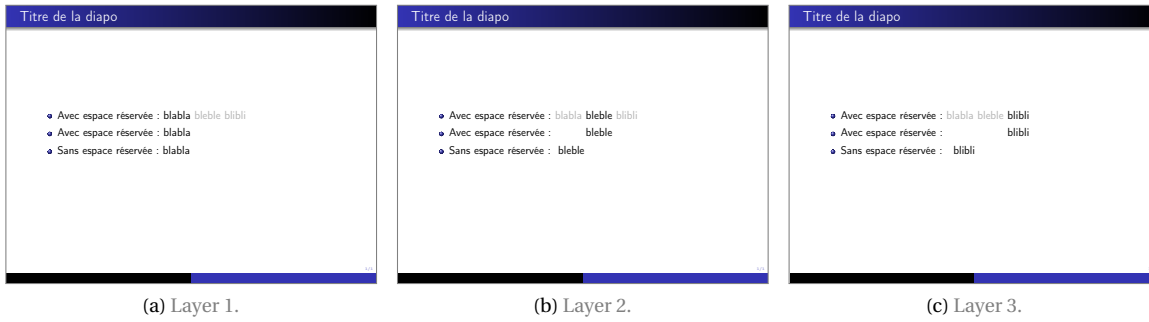 Titre de la diapo
Avec espace réservée : blabla bleble blibli
Avec espace réservée : blabla
Sans espace réservée : blabla
(a) Layer 1.
Titre de la diapo
Avec espace réservée : blabla bleble blibli
Avec espace réservée : bleble
Sans espace réservée : bleble
(b) Layer 2.
Titre de la diapo
Avec espace réservée : blabla bleble blibli
Avec espace réservée : blibli
Sans espace réservée : blibli
(c) Layer 3.